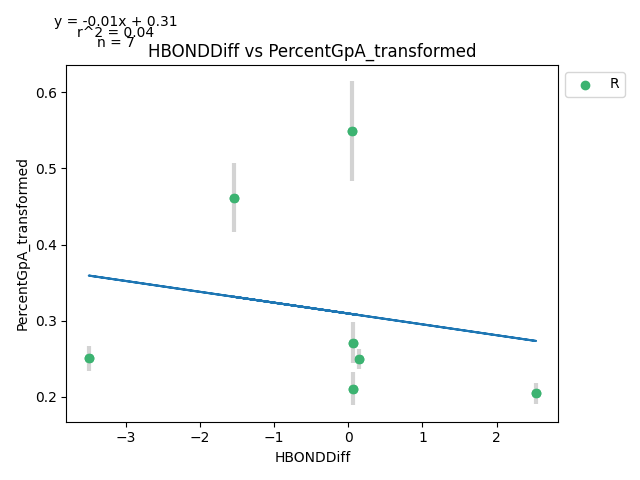 y = -0.01x + 0.31
r^2 = 0.04
n = 7
HBONDDiff vs PercentGpA_transformed
R
PercentGpA_transformed
0.6
0.5
0.4
0.3
0.2
−3
−2
−1
0
1
2
HBONDDiff